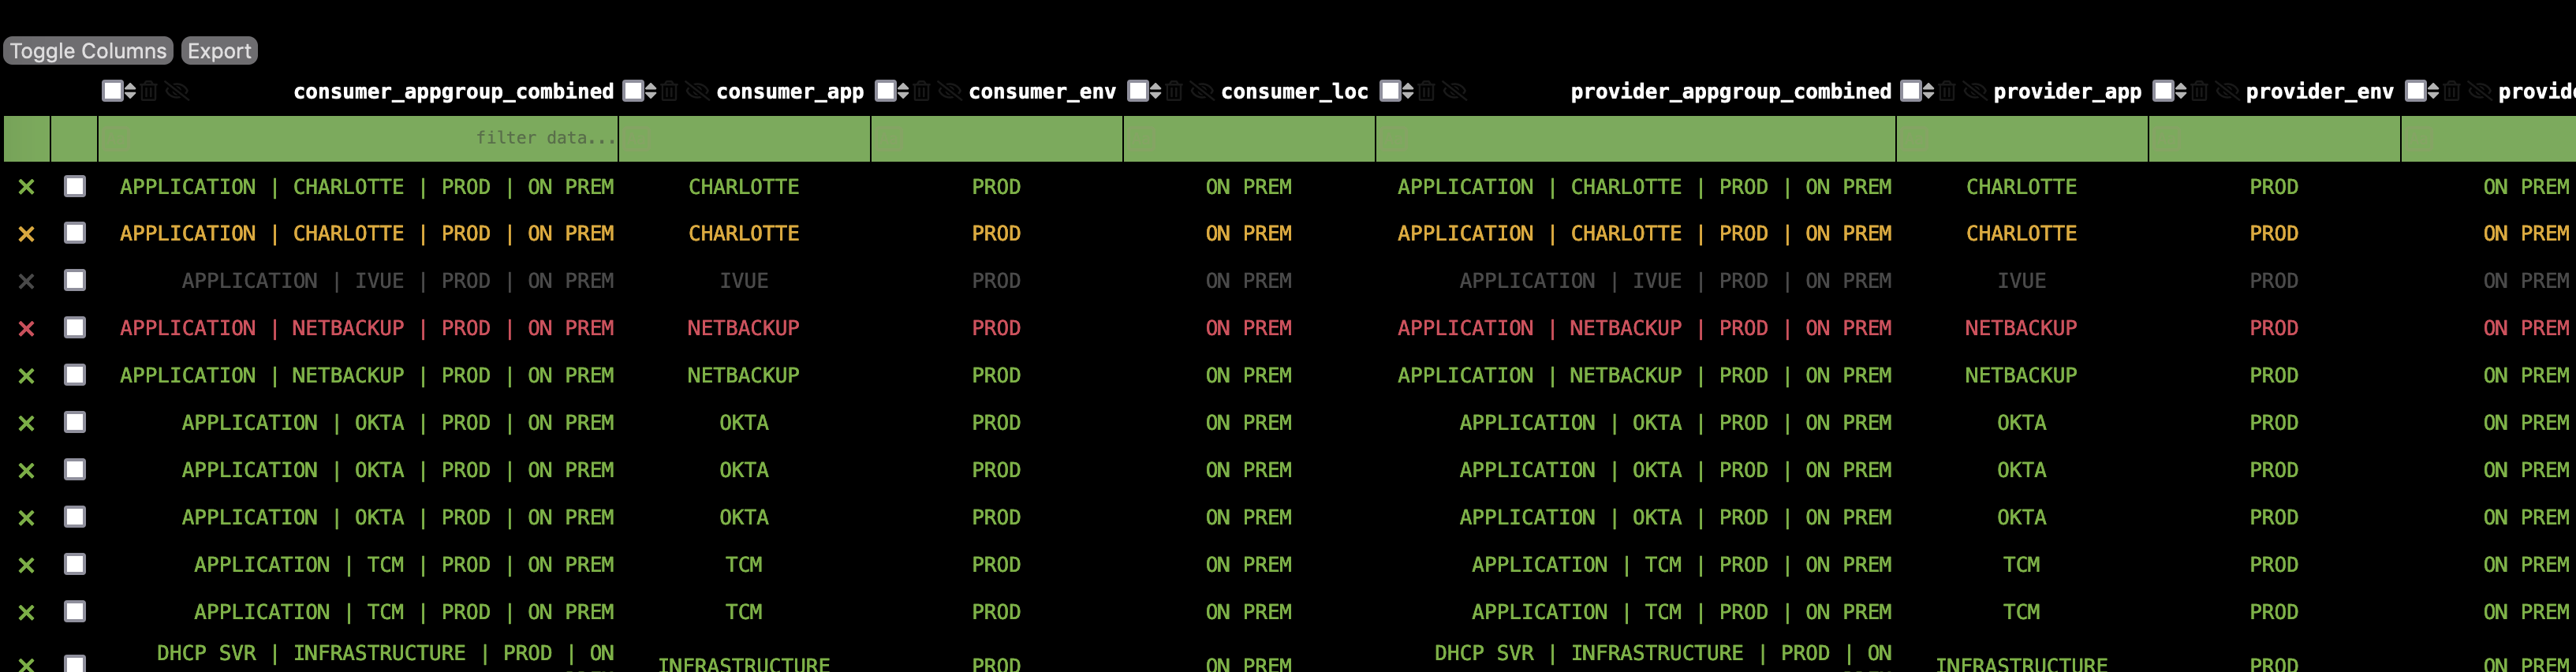 Toggle Columns Export
consumer_appgroup_combined consumer_app consumer_env consumer_loc provider_appgroup_combined provider_app provider_env
filter data...
× APPLICATION | CHARLOTTE | PROD | ON PREM CHARLOTTE PROD ON PREM APPLICATION | CHARLOTTE | PROD | ON PREM CHARLOTTE PROD ON PREM
× APPLICATION | CHARLOTTE | PROD | ON PREM CHARLOTTE PROD ON PREM APPLICATION | CHARLOTTE | PROD | ON PREM CHARLOTTE PROD ON PREM
× APPLICATION | IVUE | PROD | ON PREM IVUE PROD ON PREM APPLICATION | IVUE | PROD | ON PREM IVUE PROD ON PREM
× APPLICATION | NETBACKUP | PROD | ON PREM NETBACKUP PROD ON PREM APPLICATION | NETBACKUP | PROD | ON PREM NETBACKUP PROD ON PREM
× APPLICATION | NETBACKUP | PROD | ON PREM NETBACKUP PROD ON PREM APPLICATION | NETBACKUP | PROD | ON PREM NETBACKUP PROD ON PREM
× APPLICATION | OKTA | PROD | ON PREM OKTA PROD ON PREM APPLICATION | OKTA | PROD | ON PREM OKTA PROD ON PREM
× APPLICATION | OKTA | PROD | ON PREM OKTA PROD ON PREM APPLICATION | OKTA | PROD | ON PREM OKTA PROD ON PREM
× APPLICATION | OKTA | PROD | ON PREM OKTA PROD ON PREM APPLICATION | OKTA | PROD | ON PREM OKTA PROD ON PREM
× APPLICATION | TCM | PROD | ON PREM TCM PROD ON PREM APPLICATION | TCM | PROD | ON PREM TCM PROD ON PREM
× APPLICATION | TCM | PROD | ON PREM TCM PROD ON PREM APPLICATION | TCM | PROD | ON PREM TCM PROD ON PREM
× DHCP SVR | INFRASTRUCTURE | PROD | ON INFRASTRUCTURE PROD ON PREM DHCP SVR | INFRASTRUCTURE | PROD | ON INFRASTRUCTURE PROD ON PREM